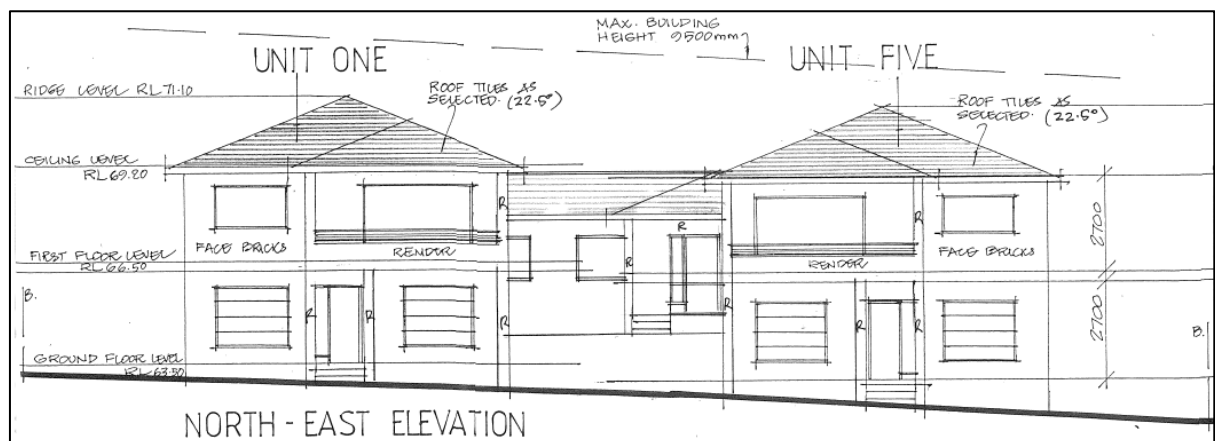 MAX. BUILDING
HEIGHT 9500mm
UNIT ONE
UNIT FIVE
RIDGE LEVEL RL 71.10
ROOF TILES AS
SELECTED. (22.5°)
ROOF TILES AS
SELECTED. (22.5°)
CEILING LEVEL
RL 69.20
R
R
R
2700
FACE BRICKS
RENDER
FACE BRICKS
FIRST FLOOR LEVEL
RL 66.50
R
RENDER
B.
R
R
R
R
R
R
2700
B.
GROUND FLOOR LEVEL
RL 63.50
NORTH - EAST ELEVATION